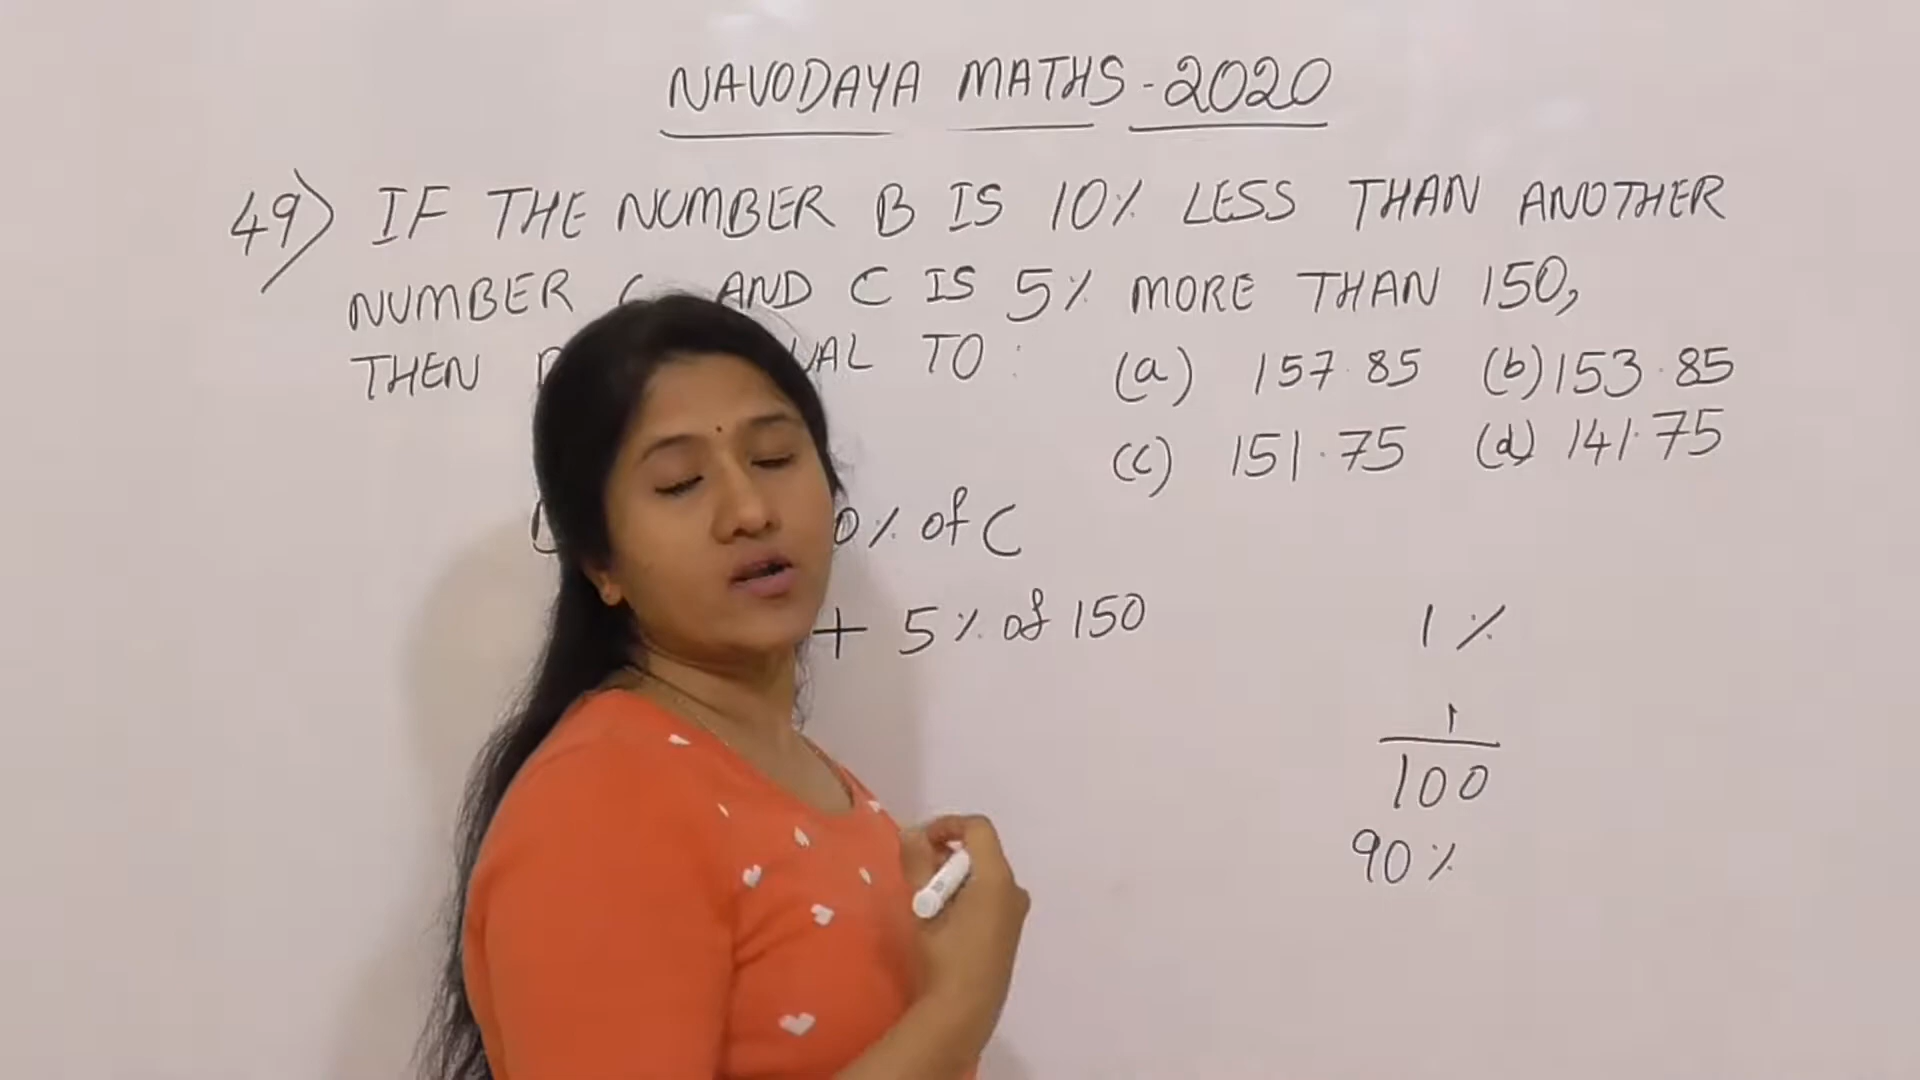 NAVODAYA MATHS-2020
49) IF THE NUMBER B IS 10% LESS THAN ANOTHER
NUMBER C AND C IS 5% MORE THAN 150,
THEN TO :
(a) 157.85 (b) 153.85
(c) 151.75 (d) 141.75
0% of C
+ 5% of 150
1%
1
100
90%